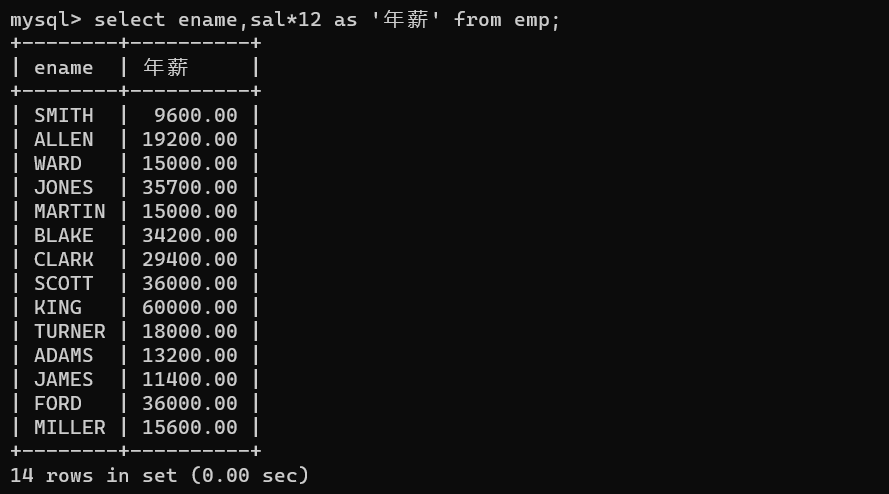 mysql> select ename,sal*12 as '年薪' from emp;
+--------+----------+
| ename  | 年薪     |
+--------+----------+
| SMITH  |  9600.00 |
| ALLEN  | 19200.00 |
| WARD   | 15000.00 |
| JONES  | 35700.00 |
| MARTIN | 15000.00 |
| BLAKE  | 34200.00 |
| CLARK  | 29400.00 |
| SCOTT  | 36000.00 |
| KING   | 60000.00 |
| TURNER | 18000.00 |
| ADAMS  | 13200.00 |
| JAMES  | 11400.00 |
| FORD   | 36000.00 |
| MILLER | 15600.00 |
+--------+----------+
14 rows in set (0.00 sec)